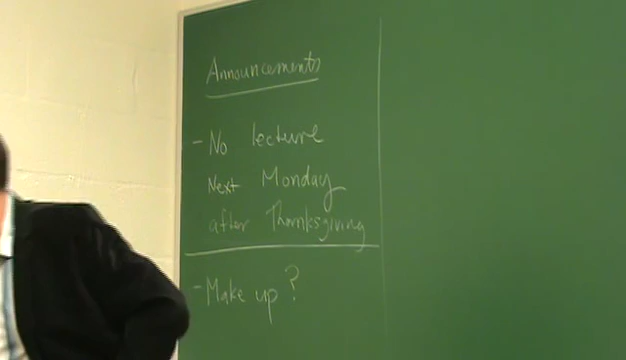 Announcements
- No lecture
Next Monday
after Thanksgiving
- Make up?